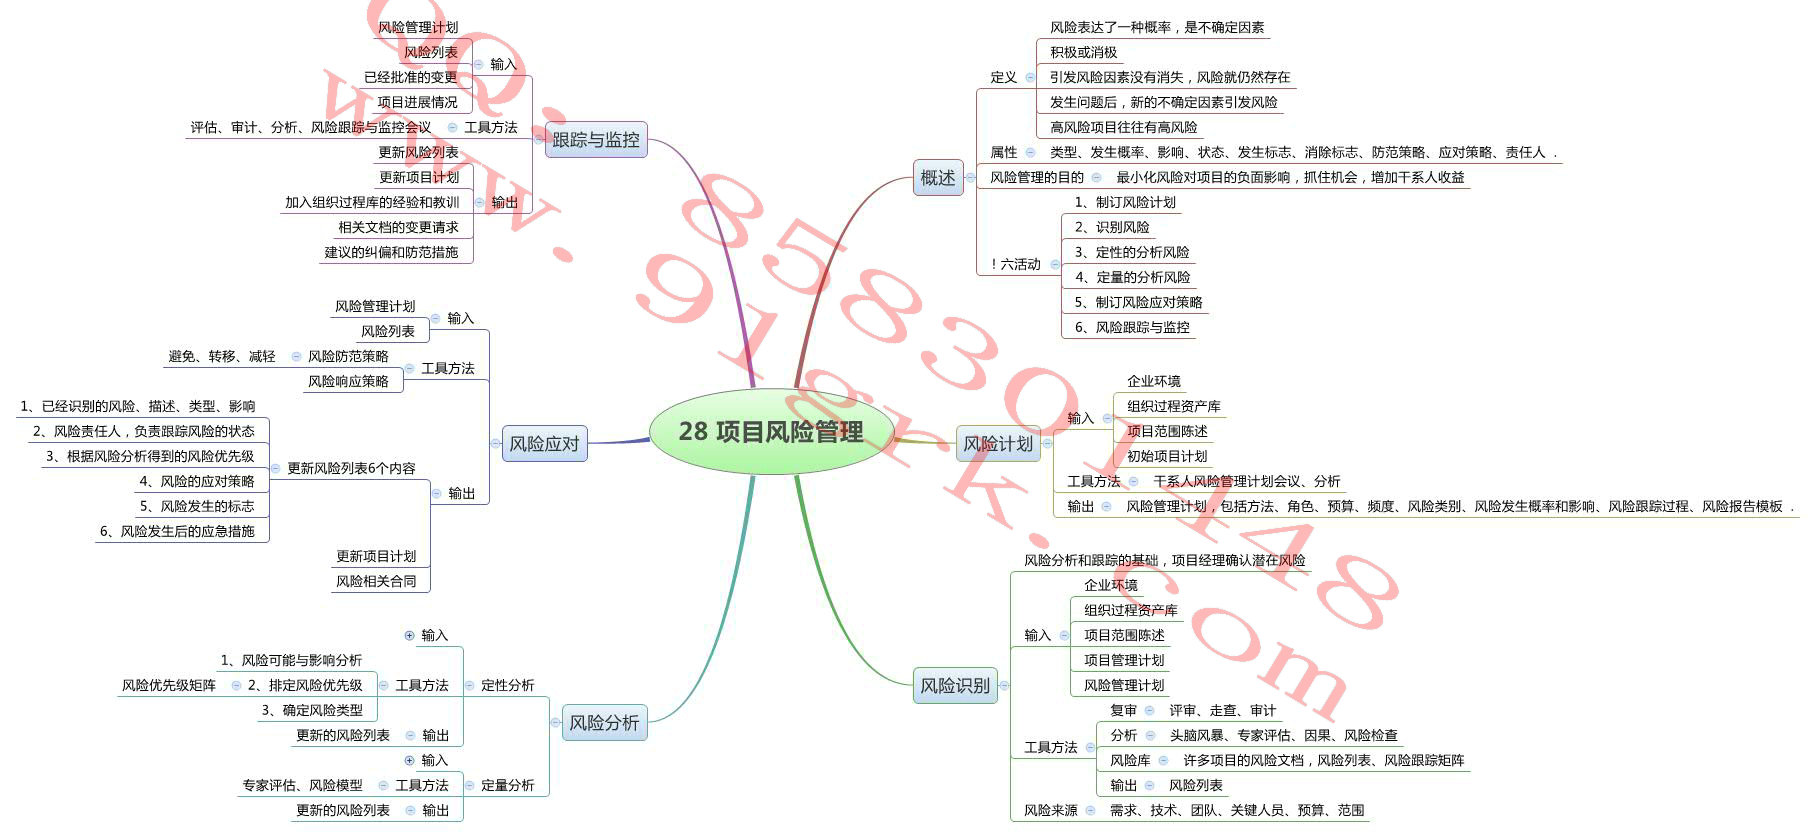 28 项目风险管理
概述
定义
风险表达了一种概率，是不确定因素
积极或消极
引发风险因素没有消失，风险就仍然存在
发生问题后，新的不确定因素引发风险
高风险项目往往有高风险
属性
类型、发生概率、影响、状态、发生标志、消除标志、防范策略、应对策略、责任人 .
风险管理的目的
最小化风险对项目的负面影响，抓住机会，增加干系人收益
! 六活动
1、制订风险计划
2、识别风险
3、定性的分析风险
4、定量的分析风险
5、制订风险应对策略
6、风险跟踪与监控
风险计划
输入
企业环境
组织过程资产库
项目范围陈述
初始项目计划
工具方法
干系人风险管理计划会议、分析
输出
风险管理计划，包括方法、角色、预算、频度、风险类别、风险发生概率和影响、风险跟踪过程、风险报告模板 .
风险识别
风险分析和跟踪的基础，项目经理确认潜在风险
输入
企业环境
组织过程资产库
项目范围陈述
项目管理计划
风险管理计划
工具方法
复审
评审、走查、审计
分析
头脑风暴、专家评估、因果、风险检查
风险库
许多项目的风险文档，风险列表、风险跟踪矩阵
输出
风险列表
风险来源
需求、技术、团队、关键人员、预算、范围
跟踪与监控
输入
风险管理计划
风险列表
已经批准的变更
项目进展情况
工具方法
评估、审计、分析、风险跟踪与监控会议
输出
更新风险列表
更新项目计划
加入组织过程库的经验和教训
相关文档的变更请求
建议的纠偏和防范措施
风险应对
输入
风险管理计划
风险列表
工具方法
风险防范策略
避免、转移、减轻
风险响应策略
输出
更新风险列表6个内容
1、已经识别的风险、描述、类型、影响
2、风险责任人，负责跟踪风险的状态
3、根据风险分析得到的风险优先级
4、风险的应对策略
5、风险发生的标志
6、风险发生后的应急措施
更新项目计划
风险相关合同
风险分析
定性分析
输入
工具方法
1、风险可能与影响分析
2、排定风险优先级
风险优先级矩阵
3、确定风险类型
输出
更新的风险列表
定量分析
输入
工具方法
专家评估、风险模型
输出
更新的风险列表
QQ: 858301448
www.91grk.com